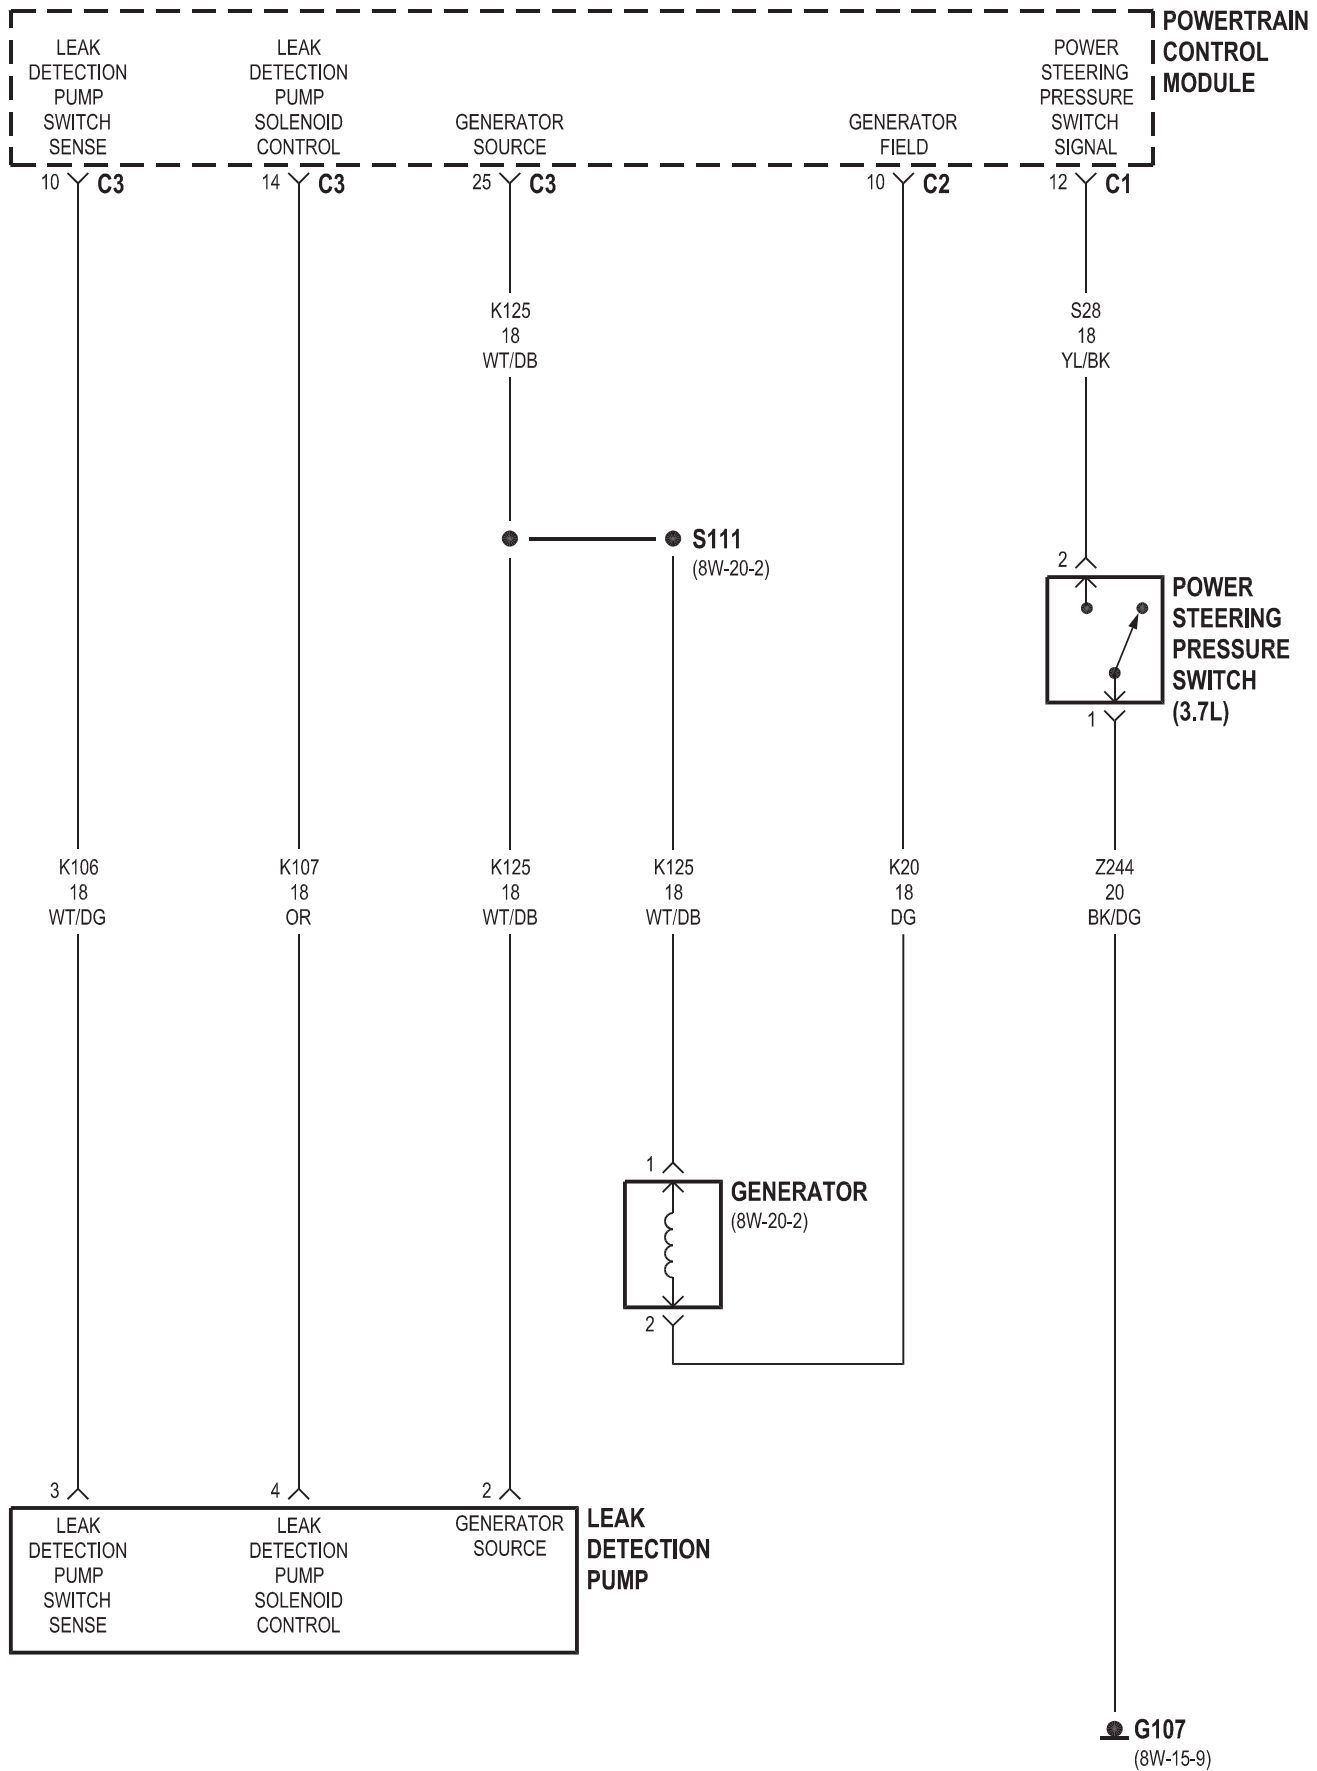 POWERTRAIN
CONTROL
MODULE
LEAK
DETECTION
PUMP
SWITCH
SENSE
LEAK
DETECTION
PUMP
SOLENOID
CONTROL
GENERATOR
SOURCE
GENERATOR
FIELD
POWER
STEERING
PRESSURE
SWITCH
SIGNAL
10 C3
14 C3
25 C3
10 C2
12 C1
K125
18
WT/DB
S28
18
YL/BK
S111
(8W-20-2)
2
POWER
STEERING
PRESSURE
SWITCH
(3.7L)
1
K106
18
WT/DG
K107
18
OR
K125
18
WT/DB
K125
18
WT/DB
K20
18
DG
Z244
20
BK/DG
1
GENERATOR
(8W-20-2)
2
3
4
2
LEAK
DETECTION
PUMP
SWITCH
SENSE
LEAK
DETECTION
PUMP
SOLENOID
CONTROL
GENERATOR
SOURCE
LEAK
DETECTION
PUMP
G107
(8W-15-9)